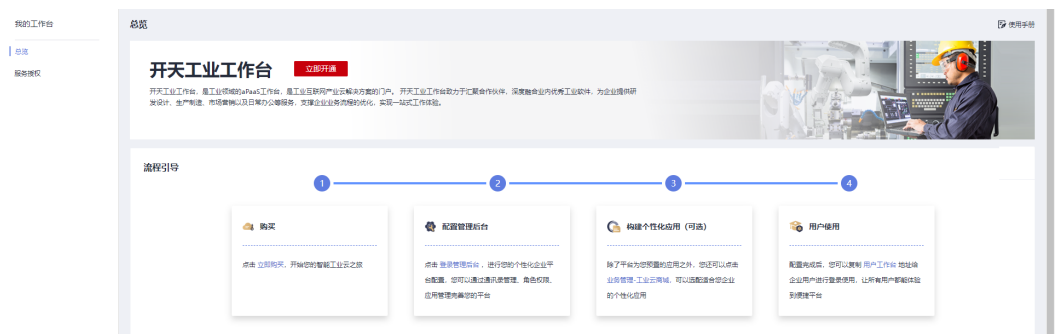 我的工作台
总览
使用手册
总览
服务授权
开天工业工作台
立即开通
开天工业工作台，是工业领域的aPaaS工作台，是工业互联网产业云解决方案的门户。 开天工业工作台致力于汇聚合作伙伴，深度融合业内优秀工业软件，为企业提供研
发设计、生产制造、市场营销以及日常办公等服务，支撑企业业务流程的优化，实现一站式工作体验。
流程引导
1
2
3
4
购买
点击 立即购买，开始您的智能工业云之旅
配置管理后台
点击 登录管理后台 ，进行您的个性化企业平
台配置，您可以通过通讯录管理、角色权限、
应用管理完善您的平台
构建个性化应用（可选）
除了平台为您预置的应用之外，您还可以点击
业务管理-工业云商城，可以选配适合您企业
的个性化应用
用户使用
配置完成后，您可以复制 用户工作台 地址给
企业用户进行登录使用，让所有用户都能体验
到便捷平台